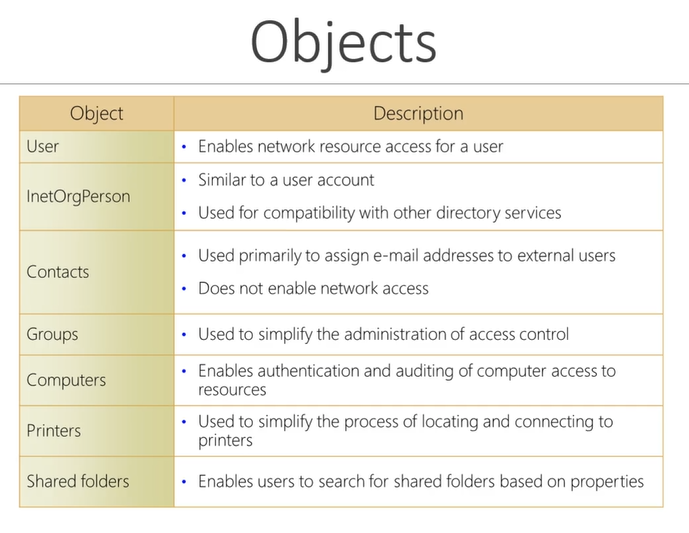 Objects
Object Description
User
• Enables network resource access for a user
InetOrgPerson
• Similar to a user account
• Used for compatibility with other directory services
Contacts
• Used primarily to assign e-mail addresses to external users
• Does not enable network access
Groups
• Used to simplify the administration of access control
Computers
• Enables authentication and auditing of computer access to
resources
Printers
• Used to simplify the process of locating and connecting to
printers
Shared folders
• Enables users to search for shared folders based on properties